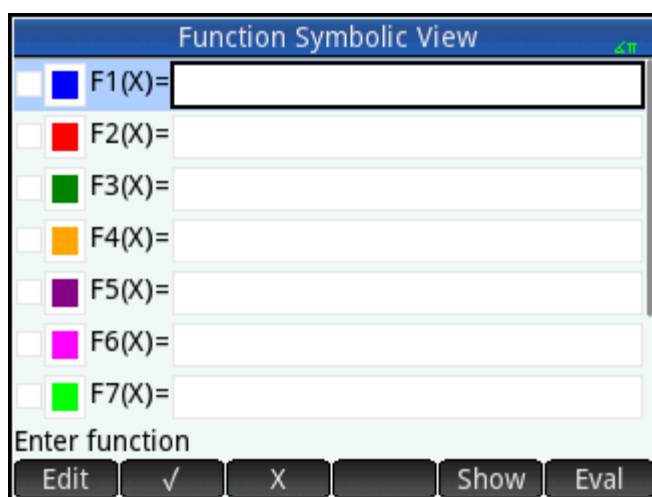 Function Symbolic View
∡π
F1(X)=
F2(X)=
F3(X)=
F4(X)=
F5(X)=
F6(X)=
F7(X)=
Enter function
Edit √ X Show Eval